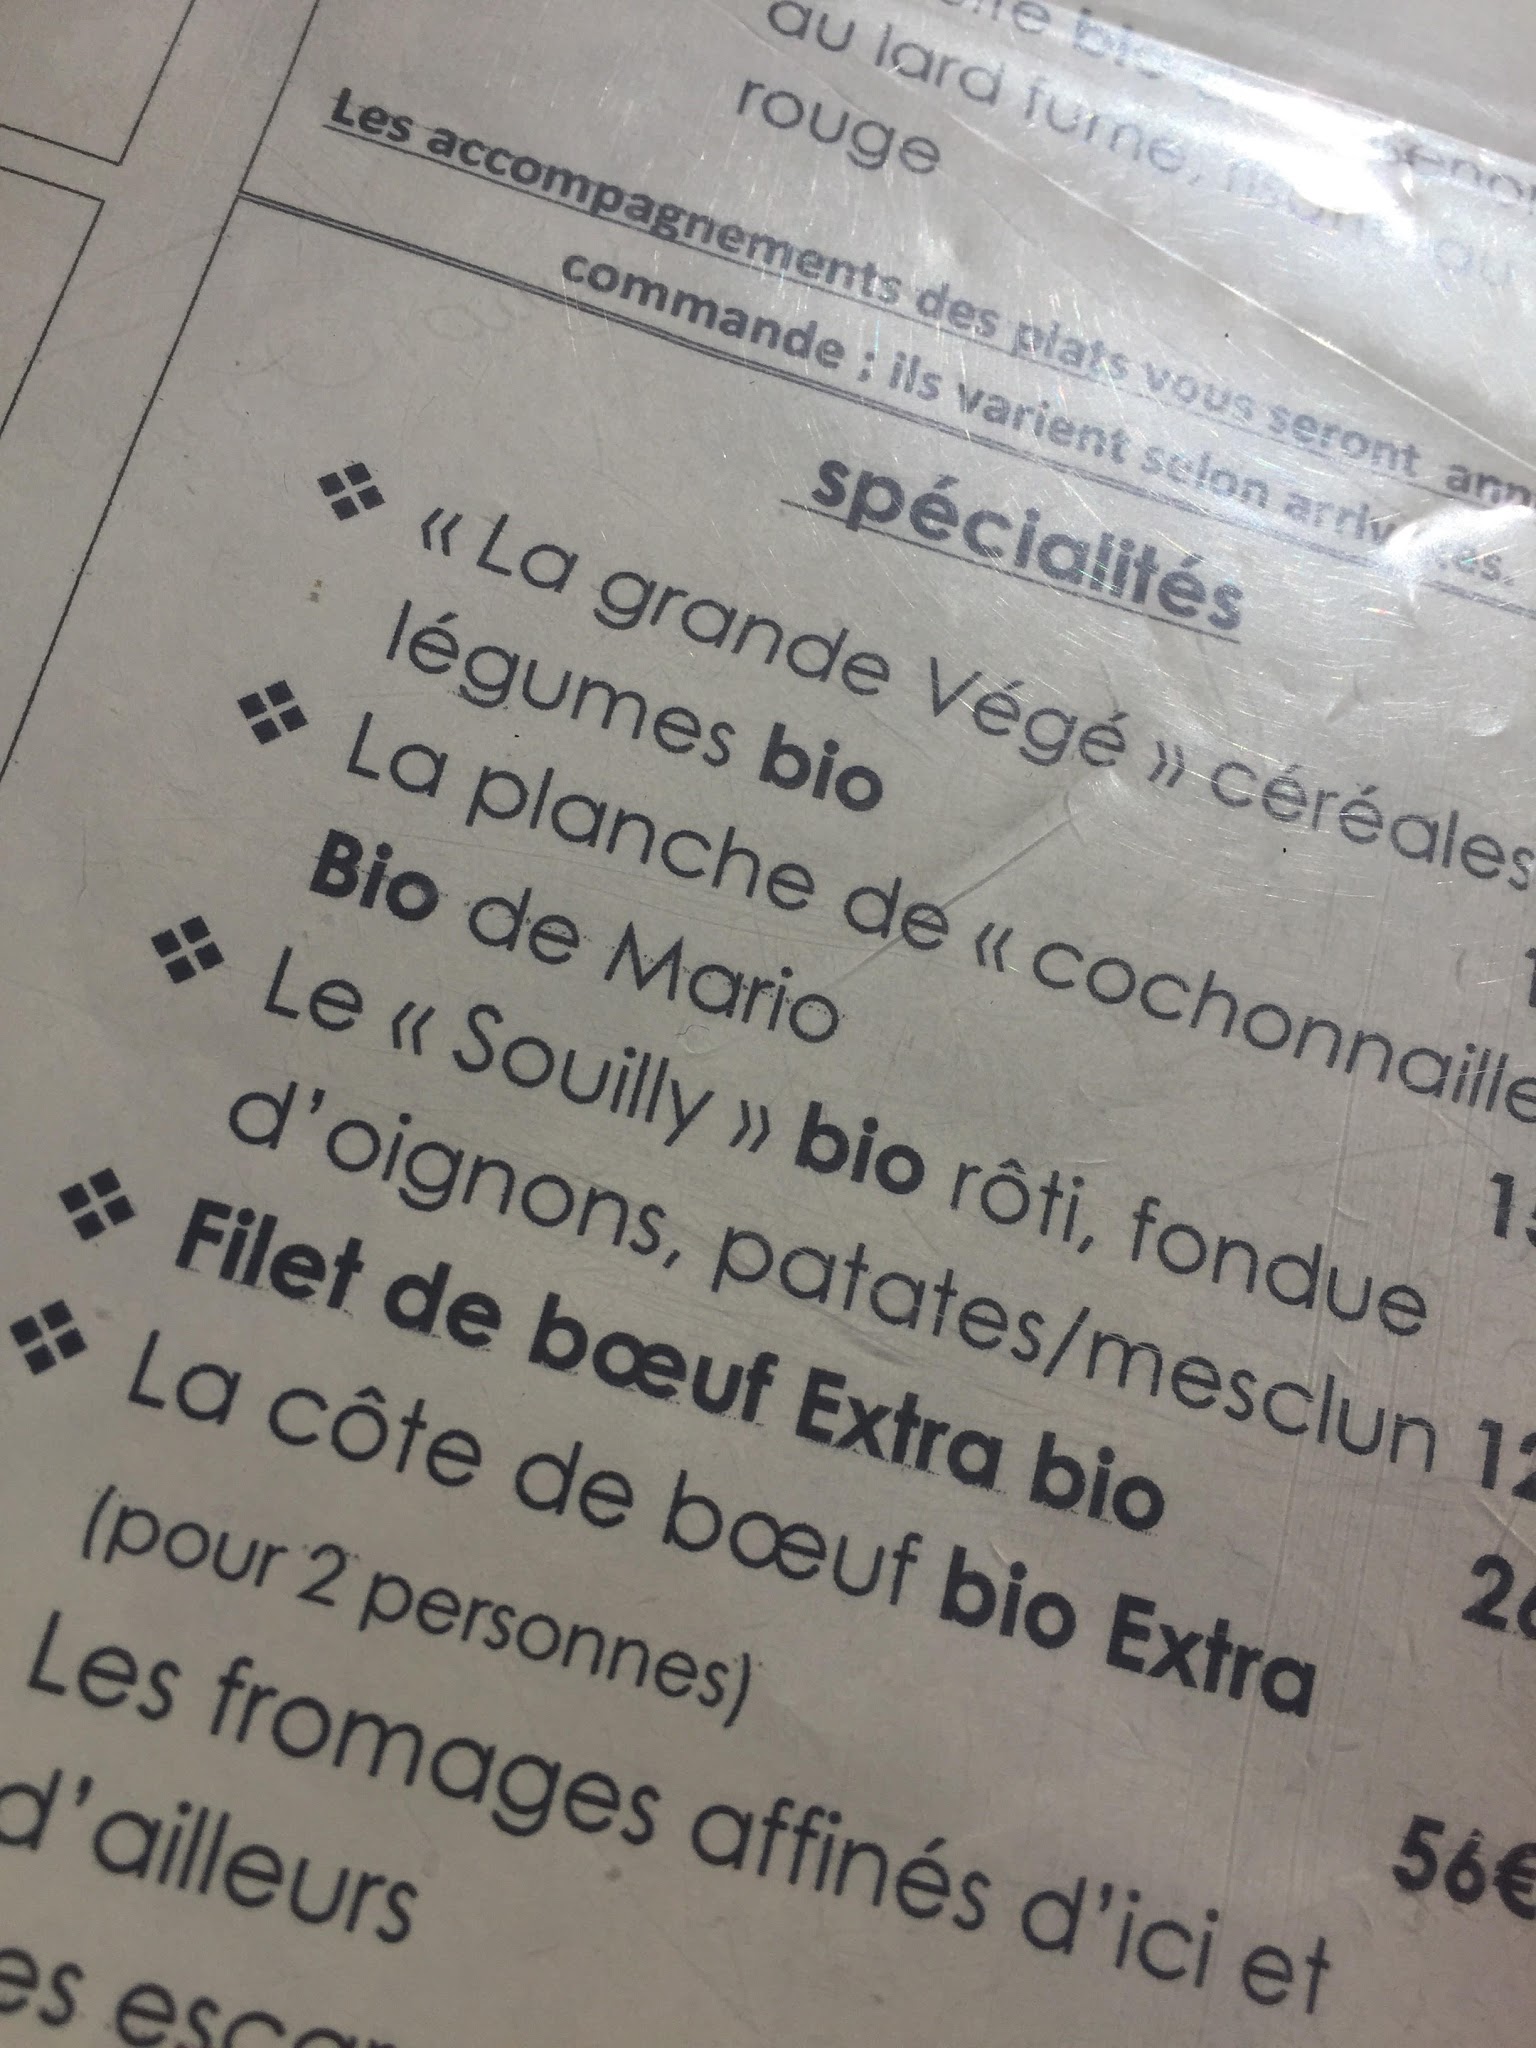 au lard fumé,
rouge
Les accompagnements des plats vous seront
commande : ils varient selon
spécialités
❖ « La grande Végé » céréales
légumes bio
❖ La planche de « cochonnaille
Bio de Mario
❖ Le « Souilly » bio rôti, fondue
d'oignons, patates/mesclun
❖ Filet de bœuf Extra bio
❖ La côte de bœuf bio Extra
(pour 2 personnes) 56€
Les fromages affinés d'ici et
d'ailleurs